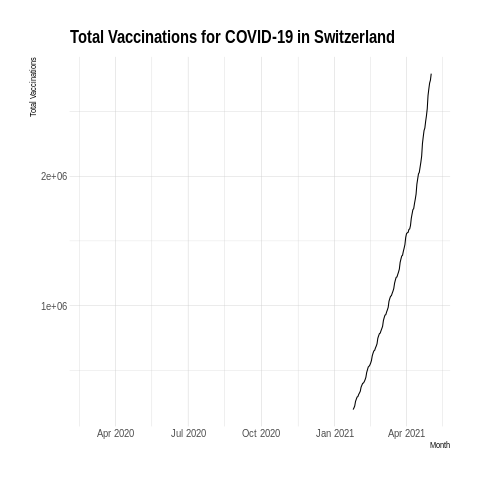 Total Vaccinations for COVID-19 in Switzerland
Total Vaccinations
2e+06
1e+06
Apr 2020 Jul 2020 Oct 2020 Jan 2021 Apr 2021
Month